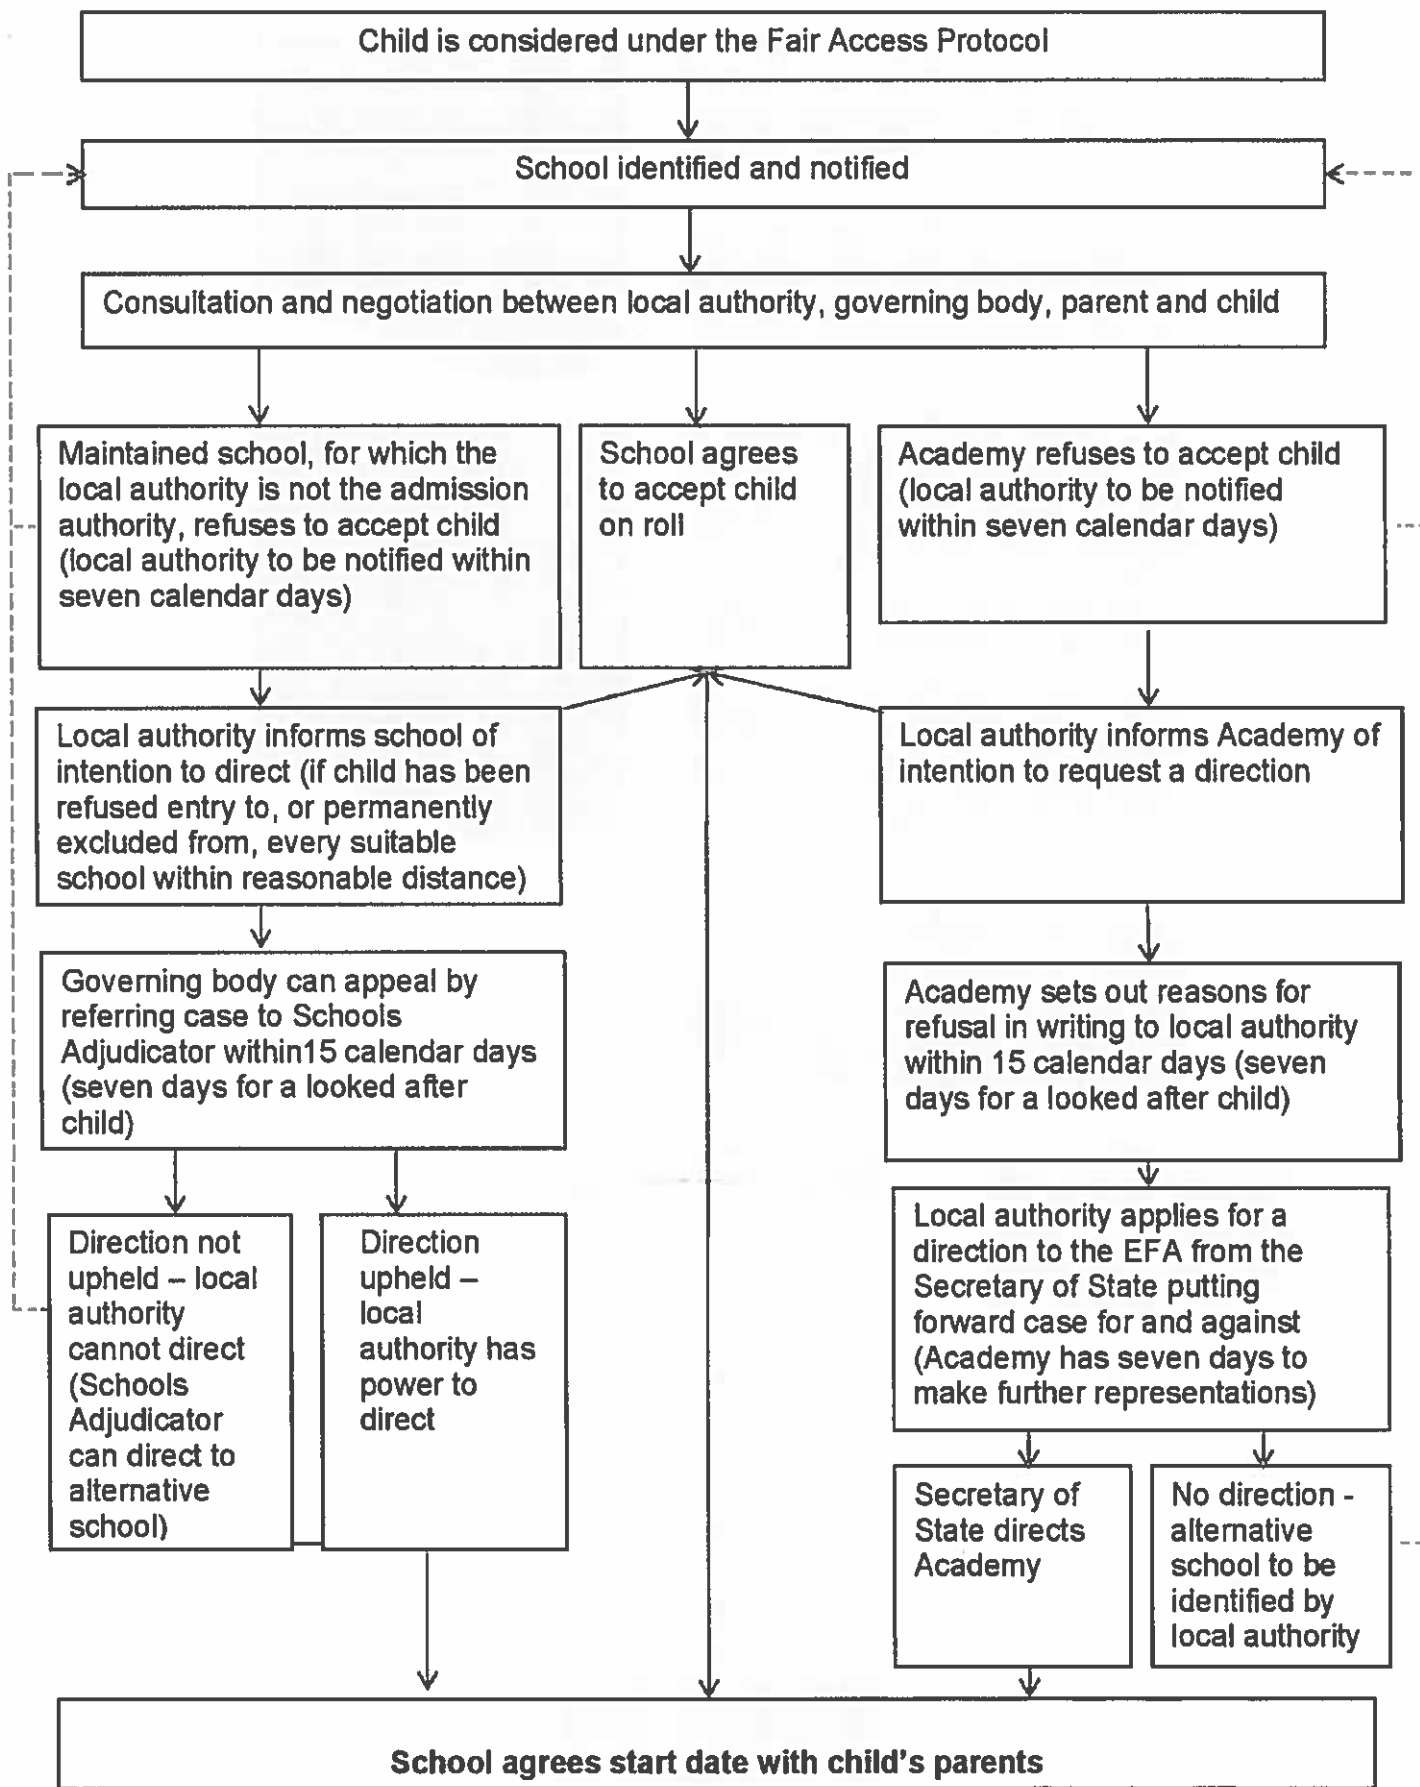 Child is considered under the Fair Access Protocol
School identified and notified
Consultation and negotiation between local authority, governing body, parent and child
Maintained school, for which the
local authority is not the admission
authority, refuses to accept child
(local authority to be notified within
seven calendar days)
School agrees
to accept child
on roll
Academy refuses to accept child
(local authority to be notified
within seven calendar days)
Local authority informs school of
intention to direct (if child has been
refused entry to, or permanently
excluded from, every suitable
school within reasonable distance)
Local authority informs Academy of
intention to request a direction
Governing body can appeal by
referring case to Schools
Adjudicator within15 calendar days
(seven days for a looked after
child)
Academy sets out reasons for
refusal in writing to local authority
within 15 calendar days (seven
days for a looked after child)
Direction not
upheld – local
authority
cannot direct
(Schools
Adjudicator
can direct to
alternative
school)
Direction
upheld –
local
authority has
power to
direct
Local authority applies for a
direction to the EFA from the
Secretary of State putting
forward case for and against
(Academy has seven days to
make further representations)
Secretary of
State directs
Academy
No direction -
alternative
school to be
identified by
local authority
School agrees start date with child's parents